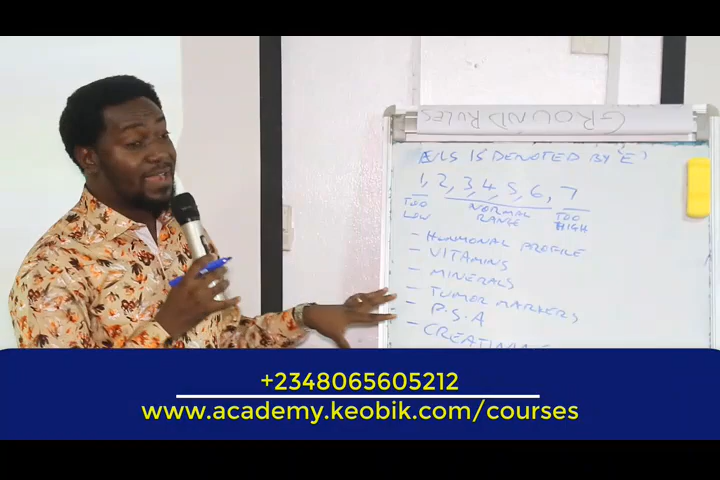 GROUND RULES
IS DENOTED BY 'E'
1, 2, 3, 4, 5, 6, 7
TOO LOW
NORMAL RANGE
TOO HIGH
- HORMONAL PROFILE
- VITAMINS
- MINERALS
- TUMOR MARKERS
- P.S.A
+2348065605212
www.academy.keobik.com/courses